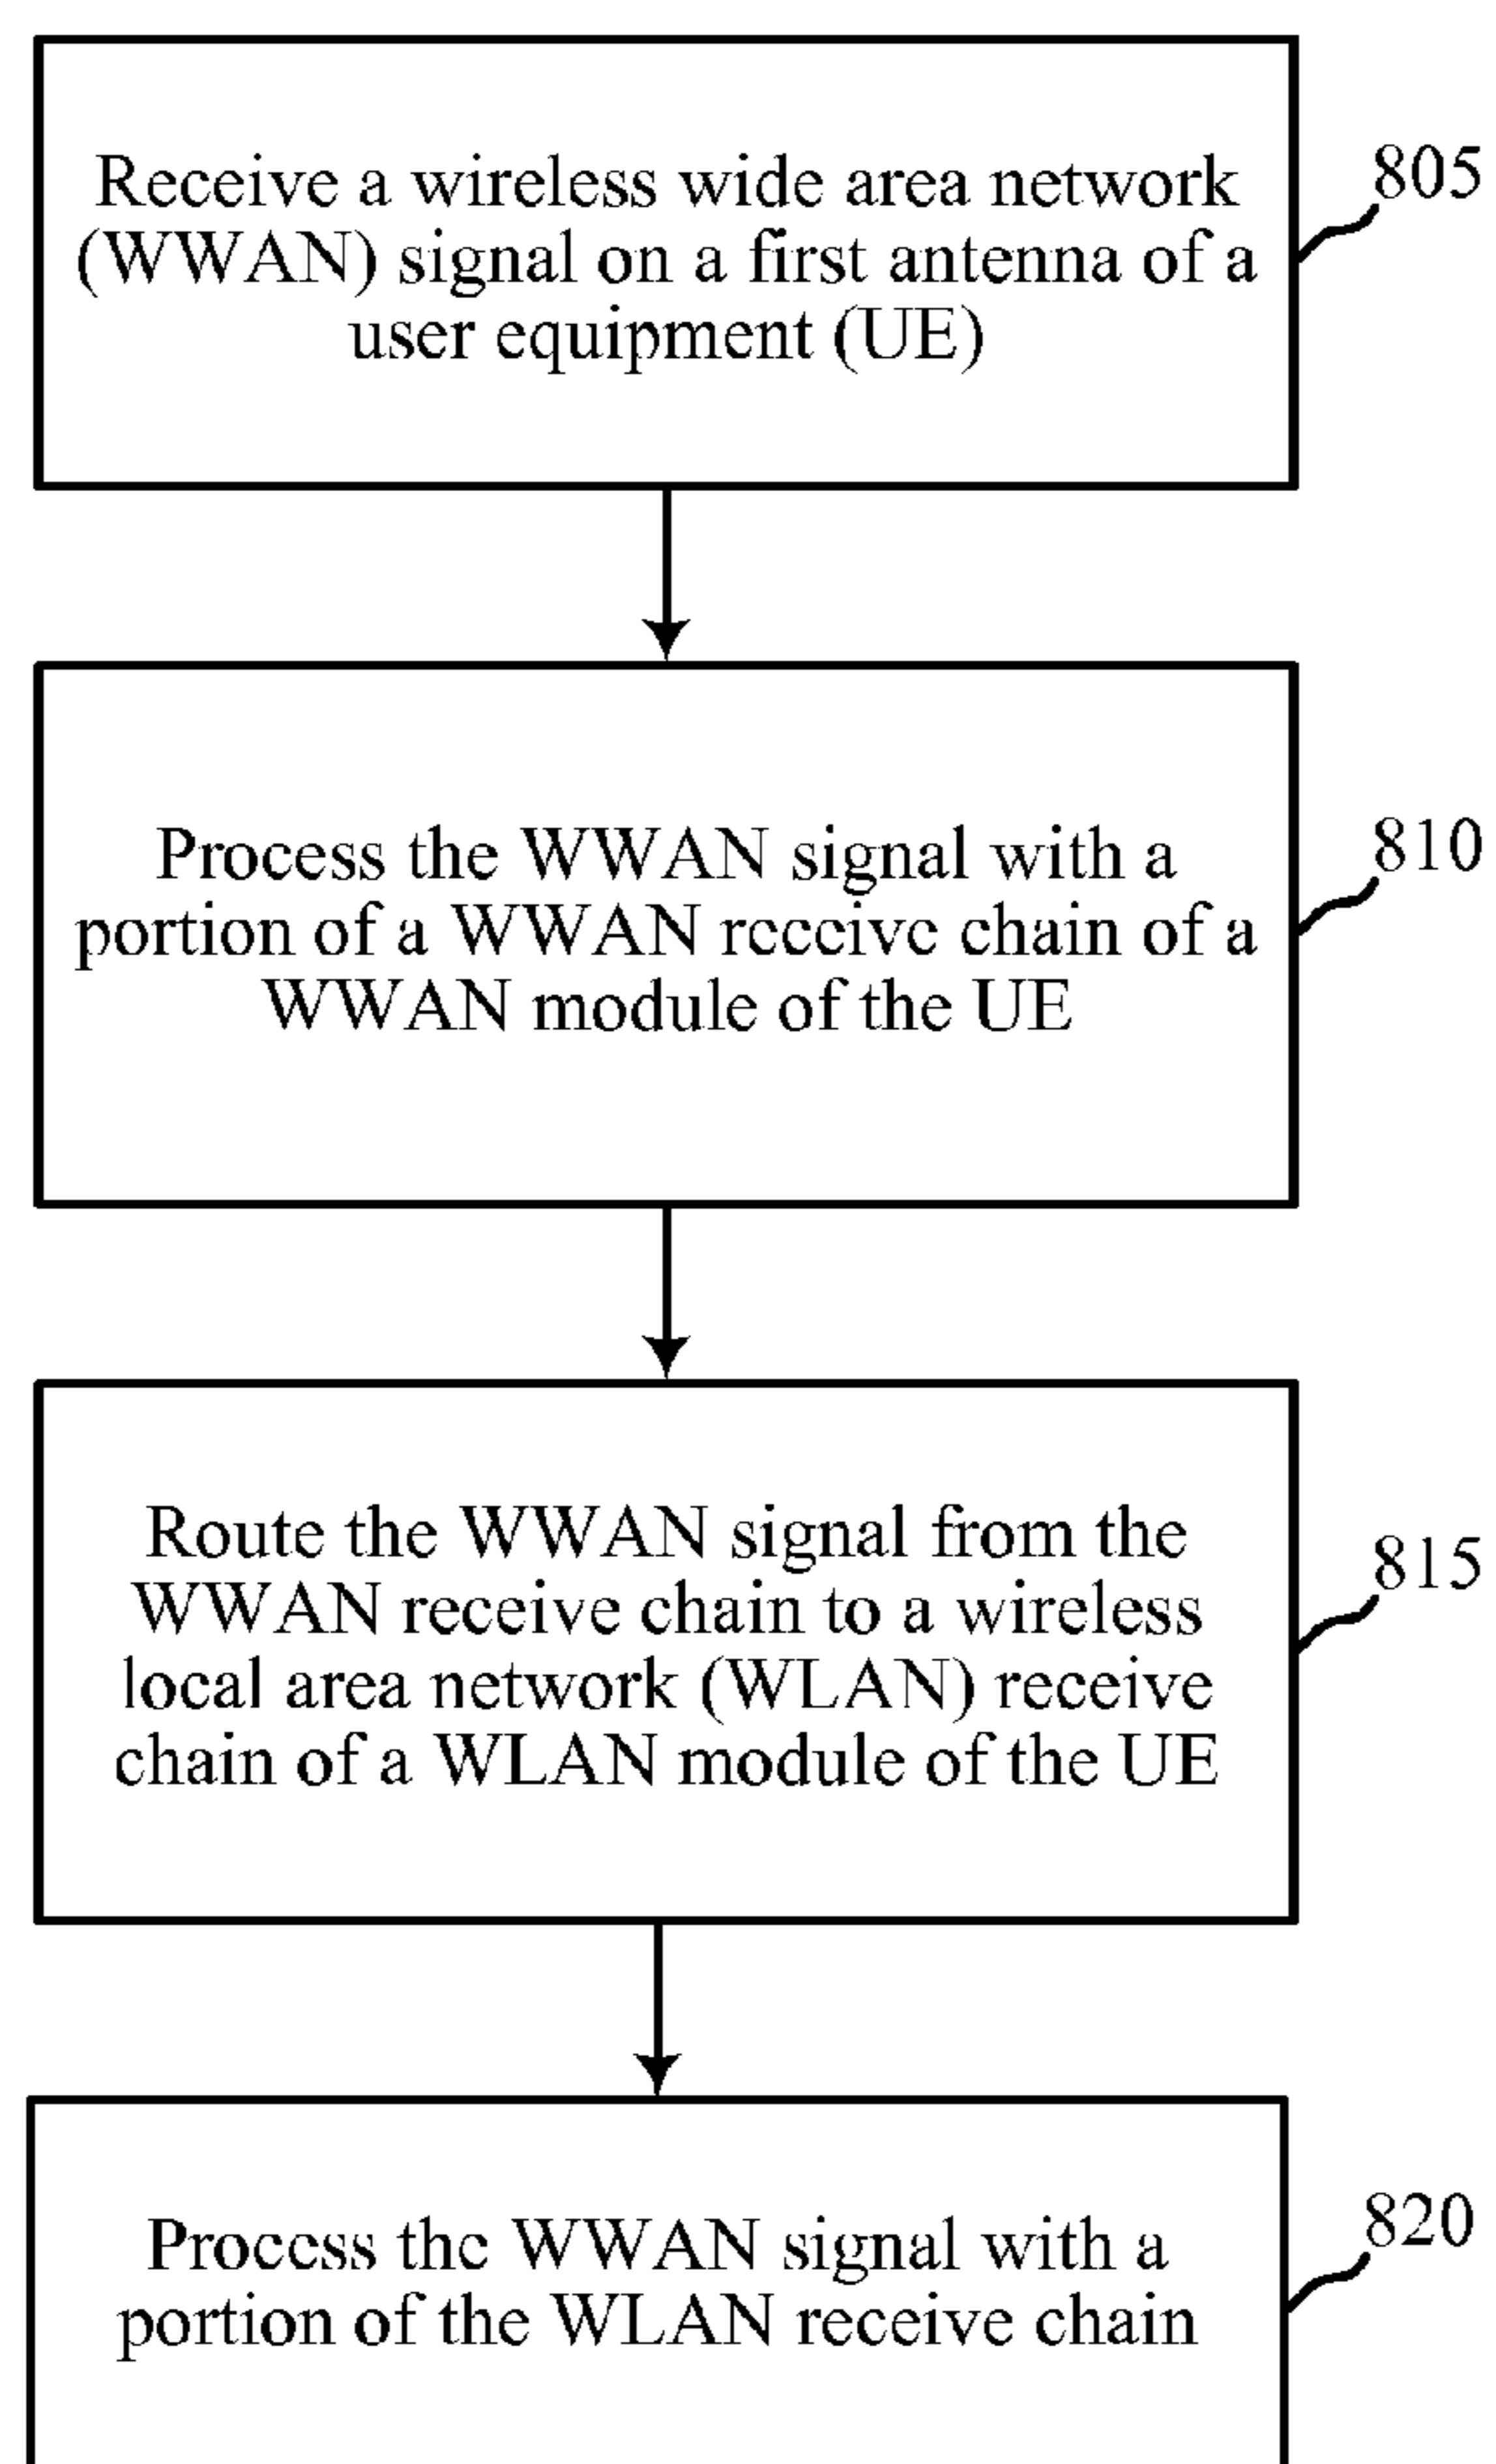 Receive a wireless wide area network
(WWAN) signal on a first antenna of a
user equipment (UE)
805
Process the WWAN signal with a
portion of a WWAN receive chain of a
WWAN module of the UE
810
Route the WWAN signal from the
WWAN receive chain to a wireless
local area network (WLAN) receive
chain of a WLAN module of the UE
815
Process the WWAN signal with a
portion of the WLAN receive chain
820